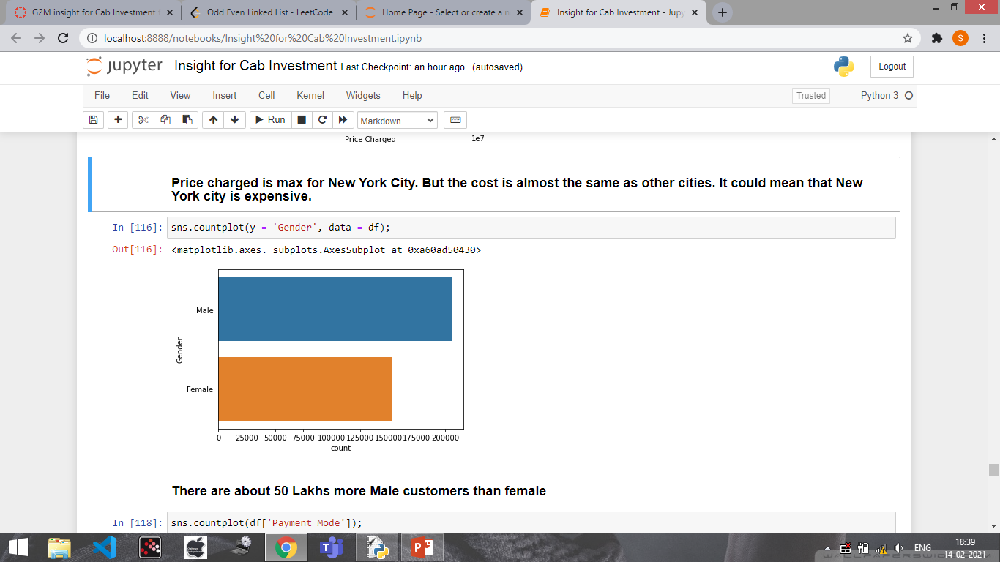 G2M insight for Cab Investment
Odd Even Linked List - LeetCode
Home Page - Select or create a n
Insight for Cab Investment - Jupy
localhost:8888/notebooks/Insight%20for%20Cab%20Investment.ipynb
S
jupyter
Insight for Cab Investment Last Checkpoint: an hour ago (autosaved)
Logout
File Edit View Insert Cell Kernel Widgets Help
Trusted
Python 3
Run
Markdown
Price Charged 1e7
Price charged is max for New York City. But the cost is almost the same as other cities. It could mean that New
York city is expensive.
In [116]: sns.countplot(y = 'Gender', data = df);
Out[116]: <matplotlib.axes._subplots.AxesSubplot at 0xa60ad50430>
Male
Gender
Female
0 25000 50000 75000 100000 125000 150000 175000 200000
count
There are about 50 Lakhs more Male customers than female
In [118]: sns.countplot(df['Payment_Mode']);
ENG
18:39
14-02-2021